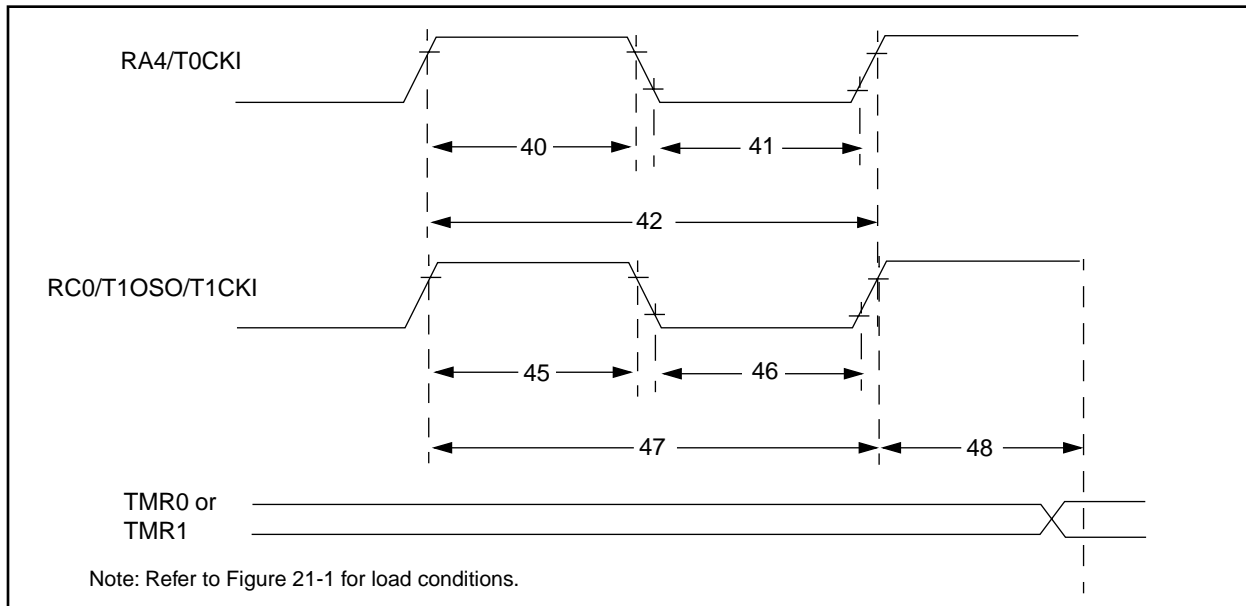 RA4/T0CKI
40
41
42
RC0/T1OSO/T1CKI
45
46
47
48
TMR0 or
TMR1
Note: Refer to Figure 21-1 for load conditions.